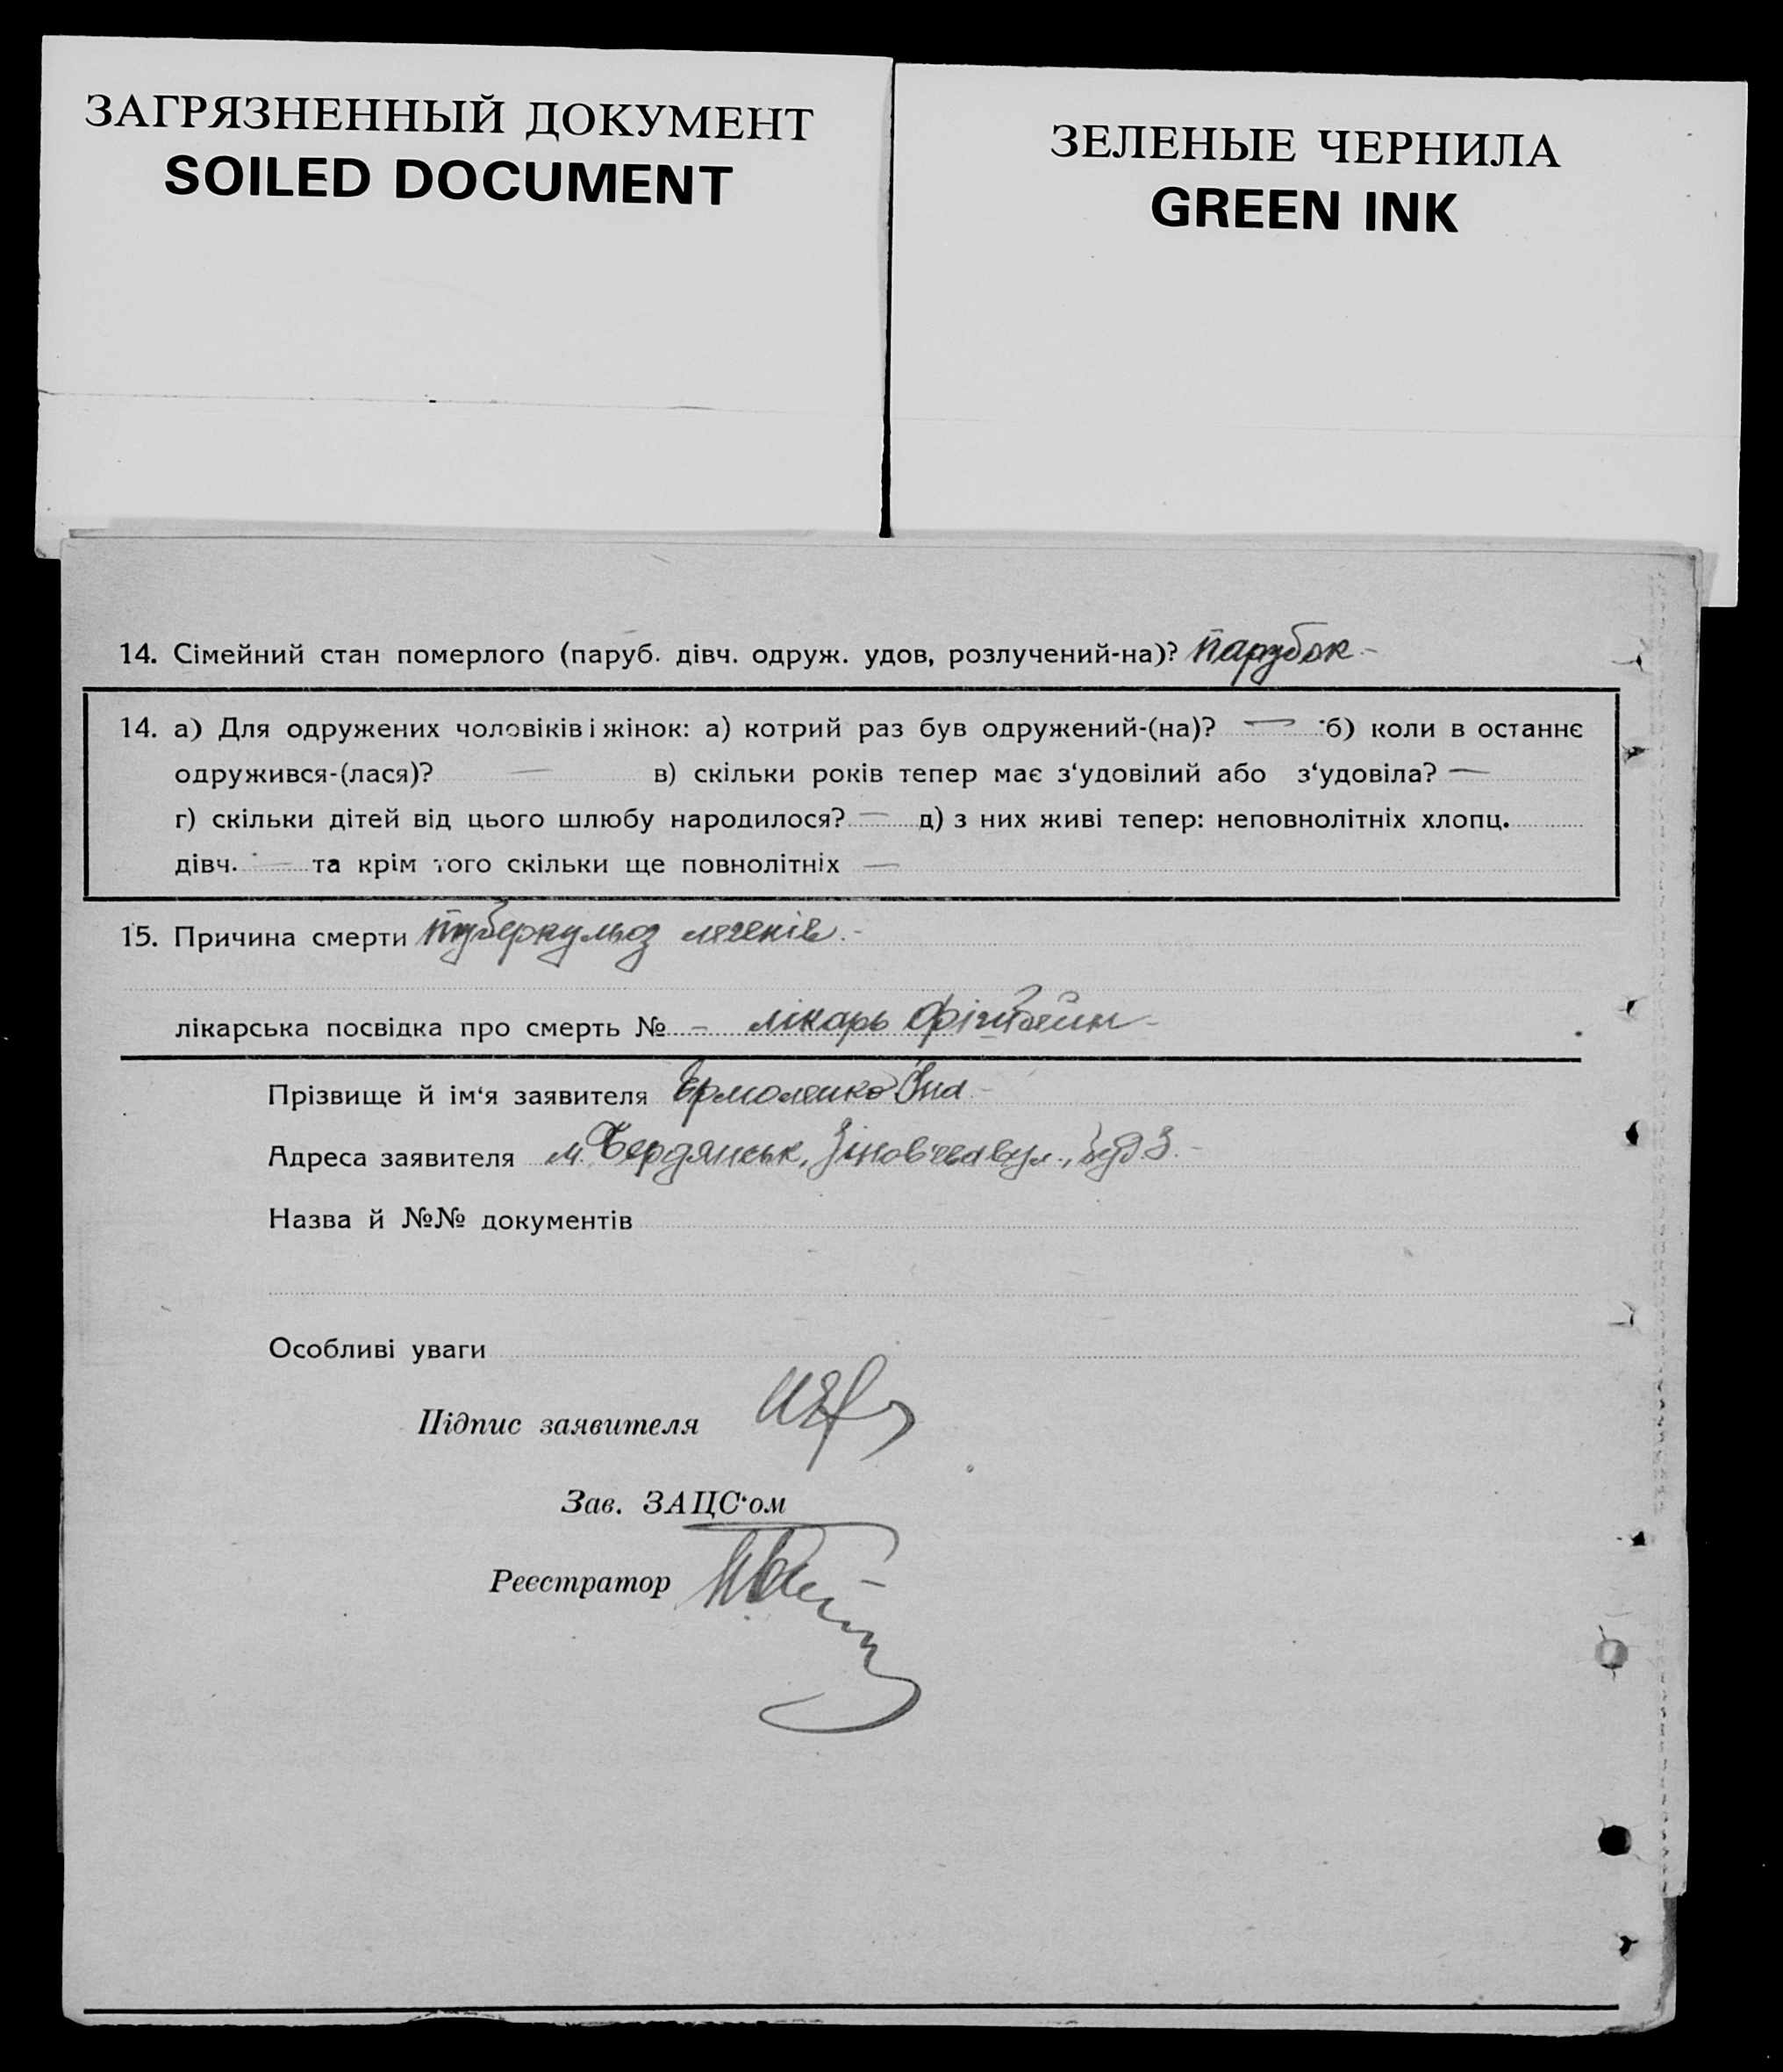 ЗАГРЯЗНЕННЫЙ ДОКУМЕНТ
SOILED DOCUMENT
ЗЕЛЕНЫЕ ЧЕРНИЛА
GREEN INK
14. Сімейний стан померлого (паруб. дівч. одруж. удов, розлучений-на)? парубок -
14. а) Для одружених чоловіків і жінок: а) котрий раз був одружений-(на)? — б) коли в останнє
одружився-(лася)? — в) скільки років тепер має з‘удовілий або з‘удовіла? —
г) скільки дітей від цього шлюбу народилося? — д) з них живі тепер: неповнолітніх хлопц.
дівч. — та крім того скільки ще повнолітніх —
15. Причина смерти туберкульоз легенів. -
лікарська посвідка про смерть № - лікарь
Прізвище й ім‘я заявителя Єрмоленко
Адреса заявителя м. Бердянськ, вул., буд 3. -
Назва й №№ документів
Особливі уваги
Підпис заявителя
Зав. ЗАЦС‘ом
Реєстратор